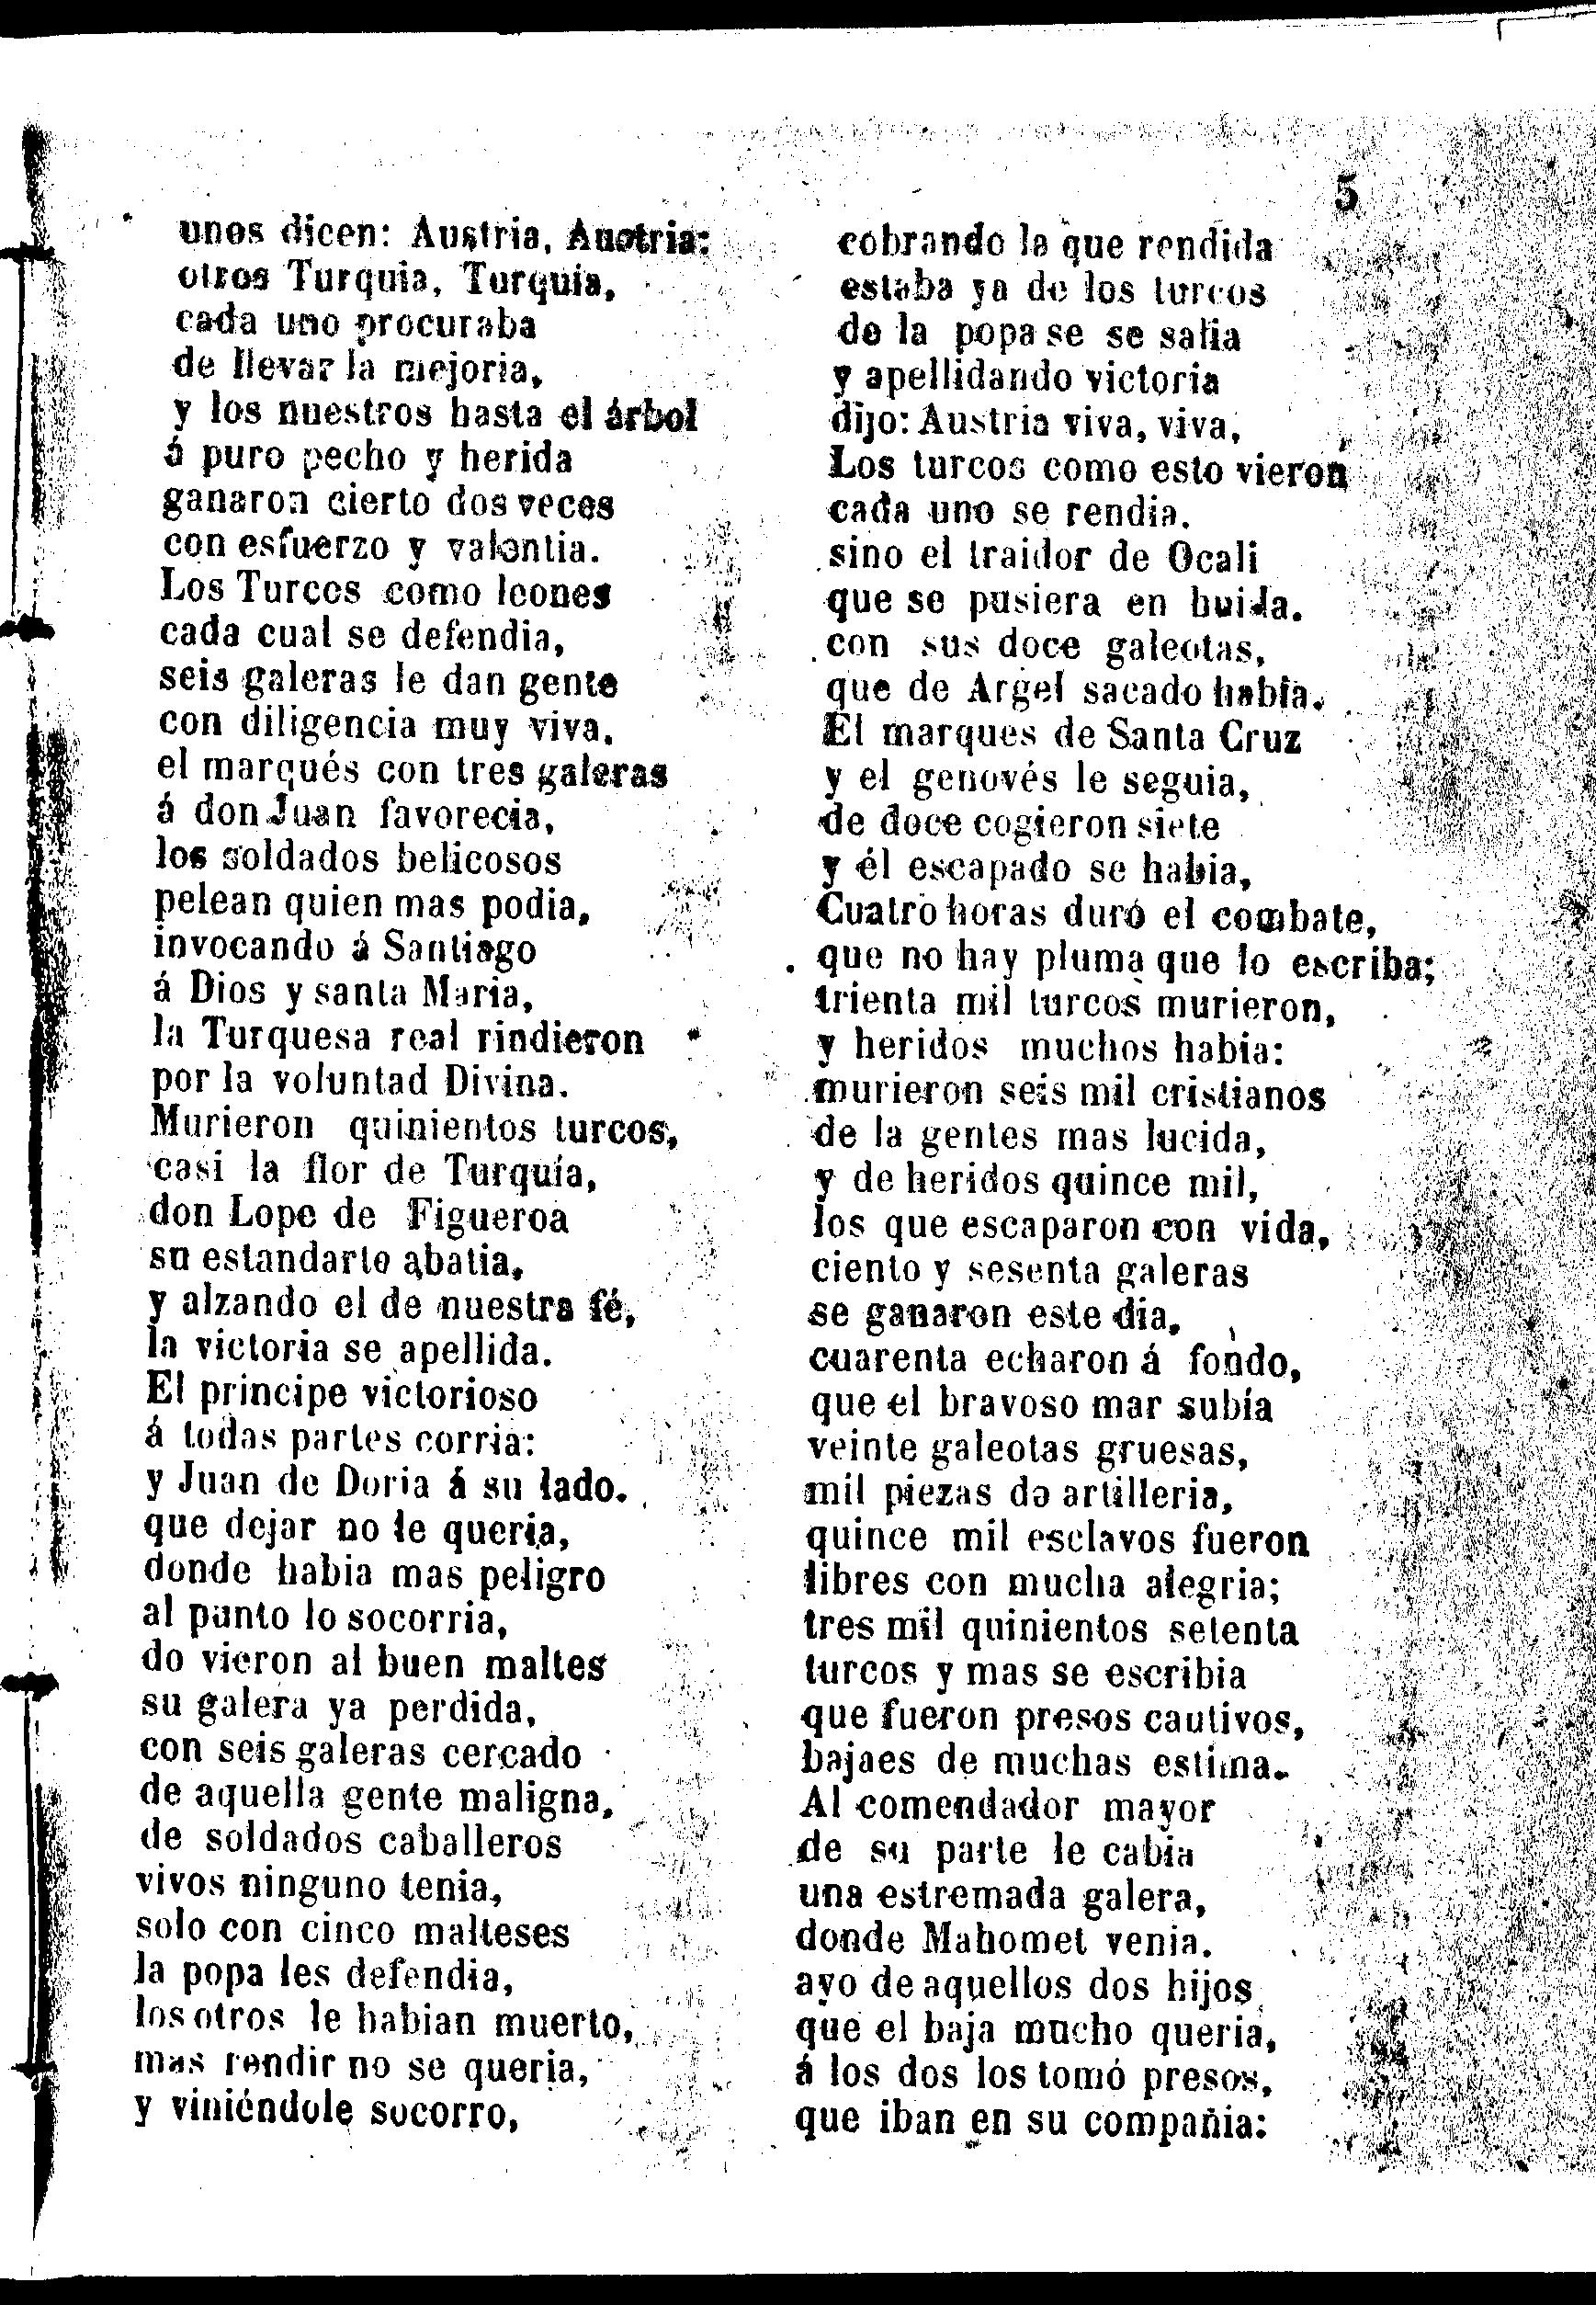 5
unos dicen: Austria, Austria:
otros Turquia, Turquía,
cada uno procuraba
de llevar la mejoria,
y los nuestros hasta el árbol
á puro pecho y herida
ganaron cierto dos veces
con esfuerzo y valentia.
Los Turcos como leones
cada cual se defendia,
seis galeras le dan gente
con diligencia muy viva.
el marqués con tres galeras
á don Juan favorecia,
los soldados belicosos
pelean quien mas podia,
invocando á Santiago
á Dios y santa Maria,
la Turquesa real rindieron
por la voluntad Divina.
Murieron quinientos turcos,
casi la flor de Turquía,
don Lope de Figueroa
su estandarte abatia,
y alzando el de nuestra fé,
la victoria se apellida.
El principe victorioso
á todas partes corria:
y Juan de Doria á su lado.
que dejar no le queria,
donde habia mas peligro
al punto lo socorria,
do vieron al buen maltes
su galera ya perdida,
con seis galeras cercado
de aquella gente maligna,
de soldados caballeros
vivos ninguno tenia,
solo con cinco malteses
la popa les defendia,
los otros le habian muerto,
mas rendir no se queria,
y viniéndole socorro,
cobrando la que rendida
estaba ya de los turcos
de la popa se se salia
y apellidando victoria
dijo: Austria viva, viva,
Los turcos como esto vieron
cada uno se rendia.
sino el traidor de Ocali
que se pusiera en huida.
con sus doce galeotas,
que de Argel sacado habia.
El marques de Santa Cruz
y el genovés le seguia,
de doce cogieron siete
y él escapado se habia,
Cuatro horas duró el combate,
que no hay pluma que lo escriba;
trienta mil turcos murieron,
y heridos muchos habia:
murieron seis mil cristianos
de la gentes mas lucida,
y de heridos quince mil,
los que escaparon con vida,
ciento y sesenta galeras
se ganaron este dia,
cuarenta echaron á fondo,
que el bravoso mar subía
veinte galeotas gruesas,
mil piezas de artilleria,
quince mil esclavos fueron
libres con mucha alegria;
tres mil quinientos setenta
turcos y mas se escribia
que fueron presos cautivos,
bajaes de muchas estima.
Al comendador mayor
de su parte le cabia
una estremada galera,
donde Mahomet venia.
ayo de aquellos dos hijos
que el baja mucho queria,
á los dos los tomó presos,
que iban en su compañia: